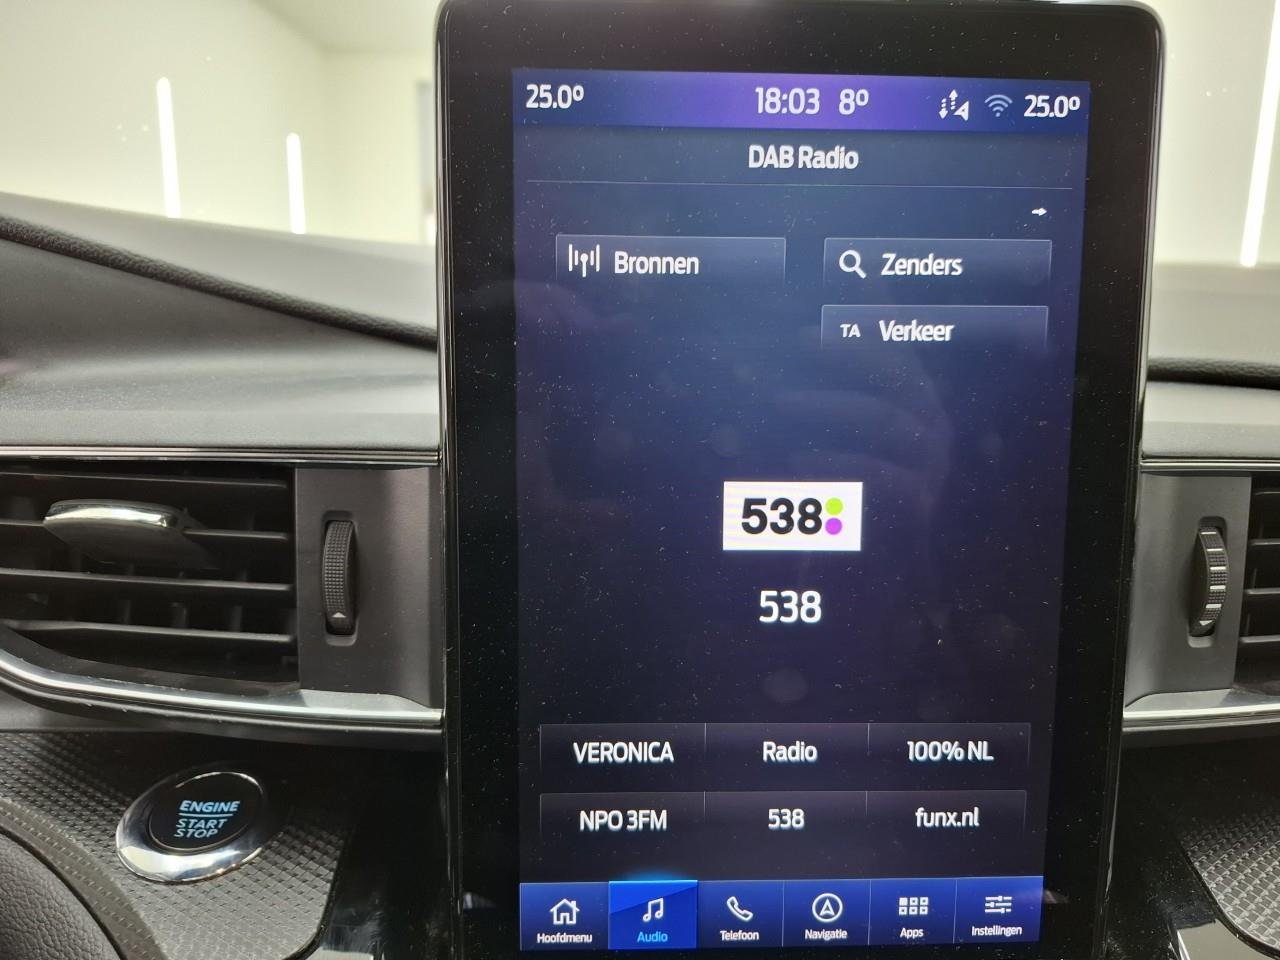 25.0° 18:03 8° 25.0°
DAB Radio
Bronnen
Zenders
TA Verkeer
538
538
VERONICA Radio 100% NL
NPO 3FM 538 funx.nl
ENGINE
START
STOP
Hoofdmenu Audio Telefoon Navigatie Apps Instellingen